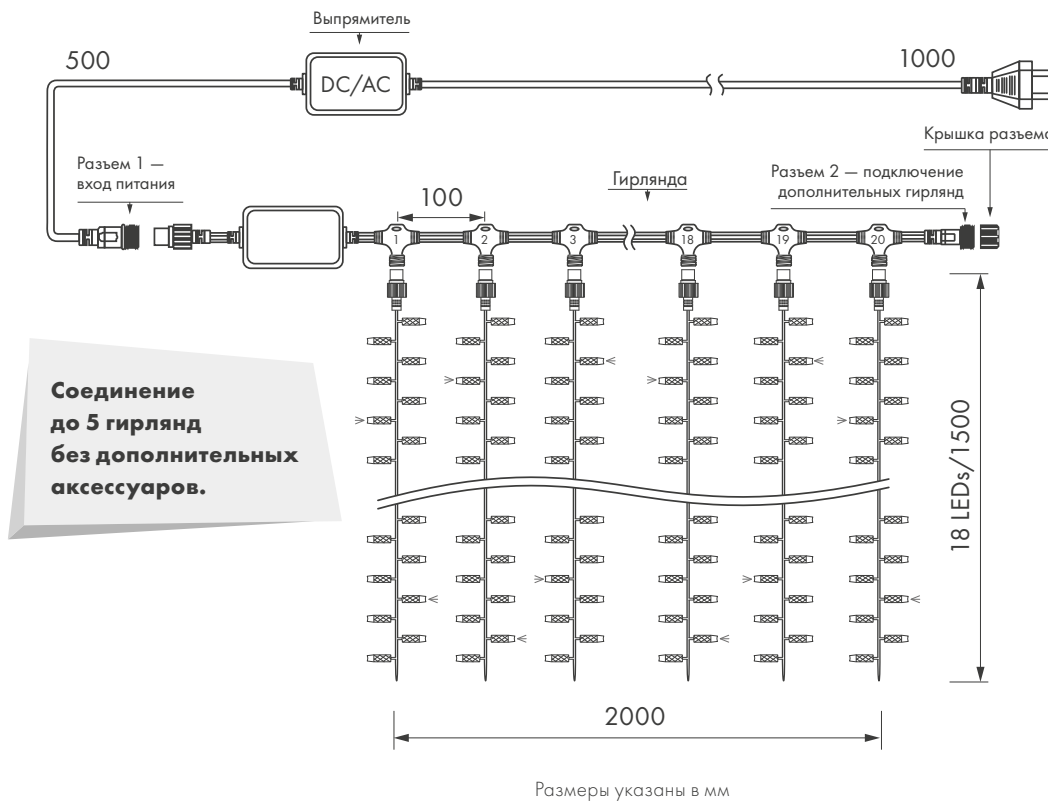 Выпрямитель
500
DC/AC
1000
Крышка разъема
Разъем 1 —
вход питания
100
Гирлянда
Разъем 2 — подключение
дополнительных гирлянд
1
2
3
18
19
20
Соединение
до 5 гирлянд
без дополнительных
аксессуаров.
18 LEDs/1500
2000
Размеры указаны в мм